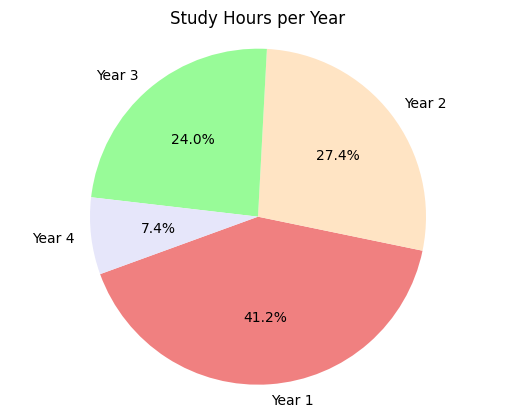 Study Hours per Year
Year 3
Year 2
24.0%
27.4%
Year 4
7.4%
41.2%
Year 1